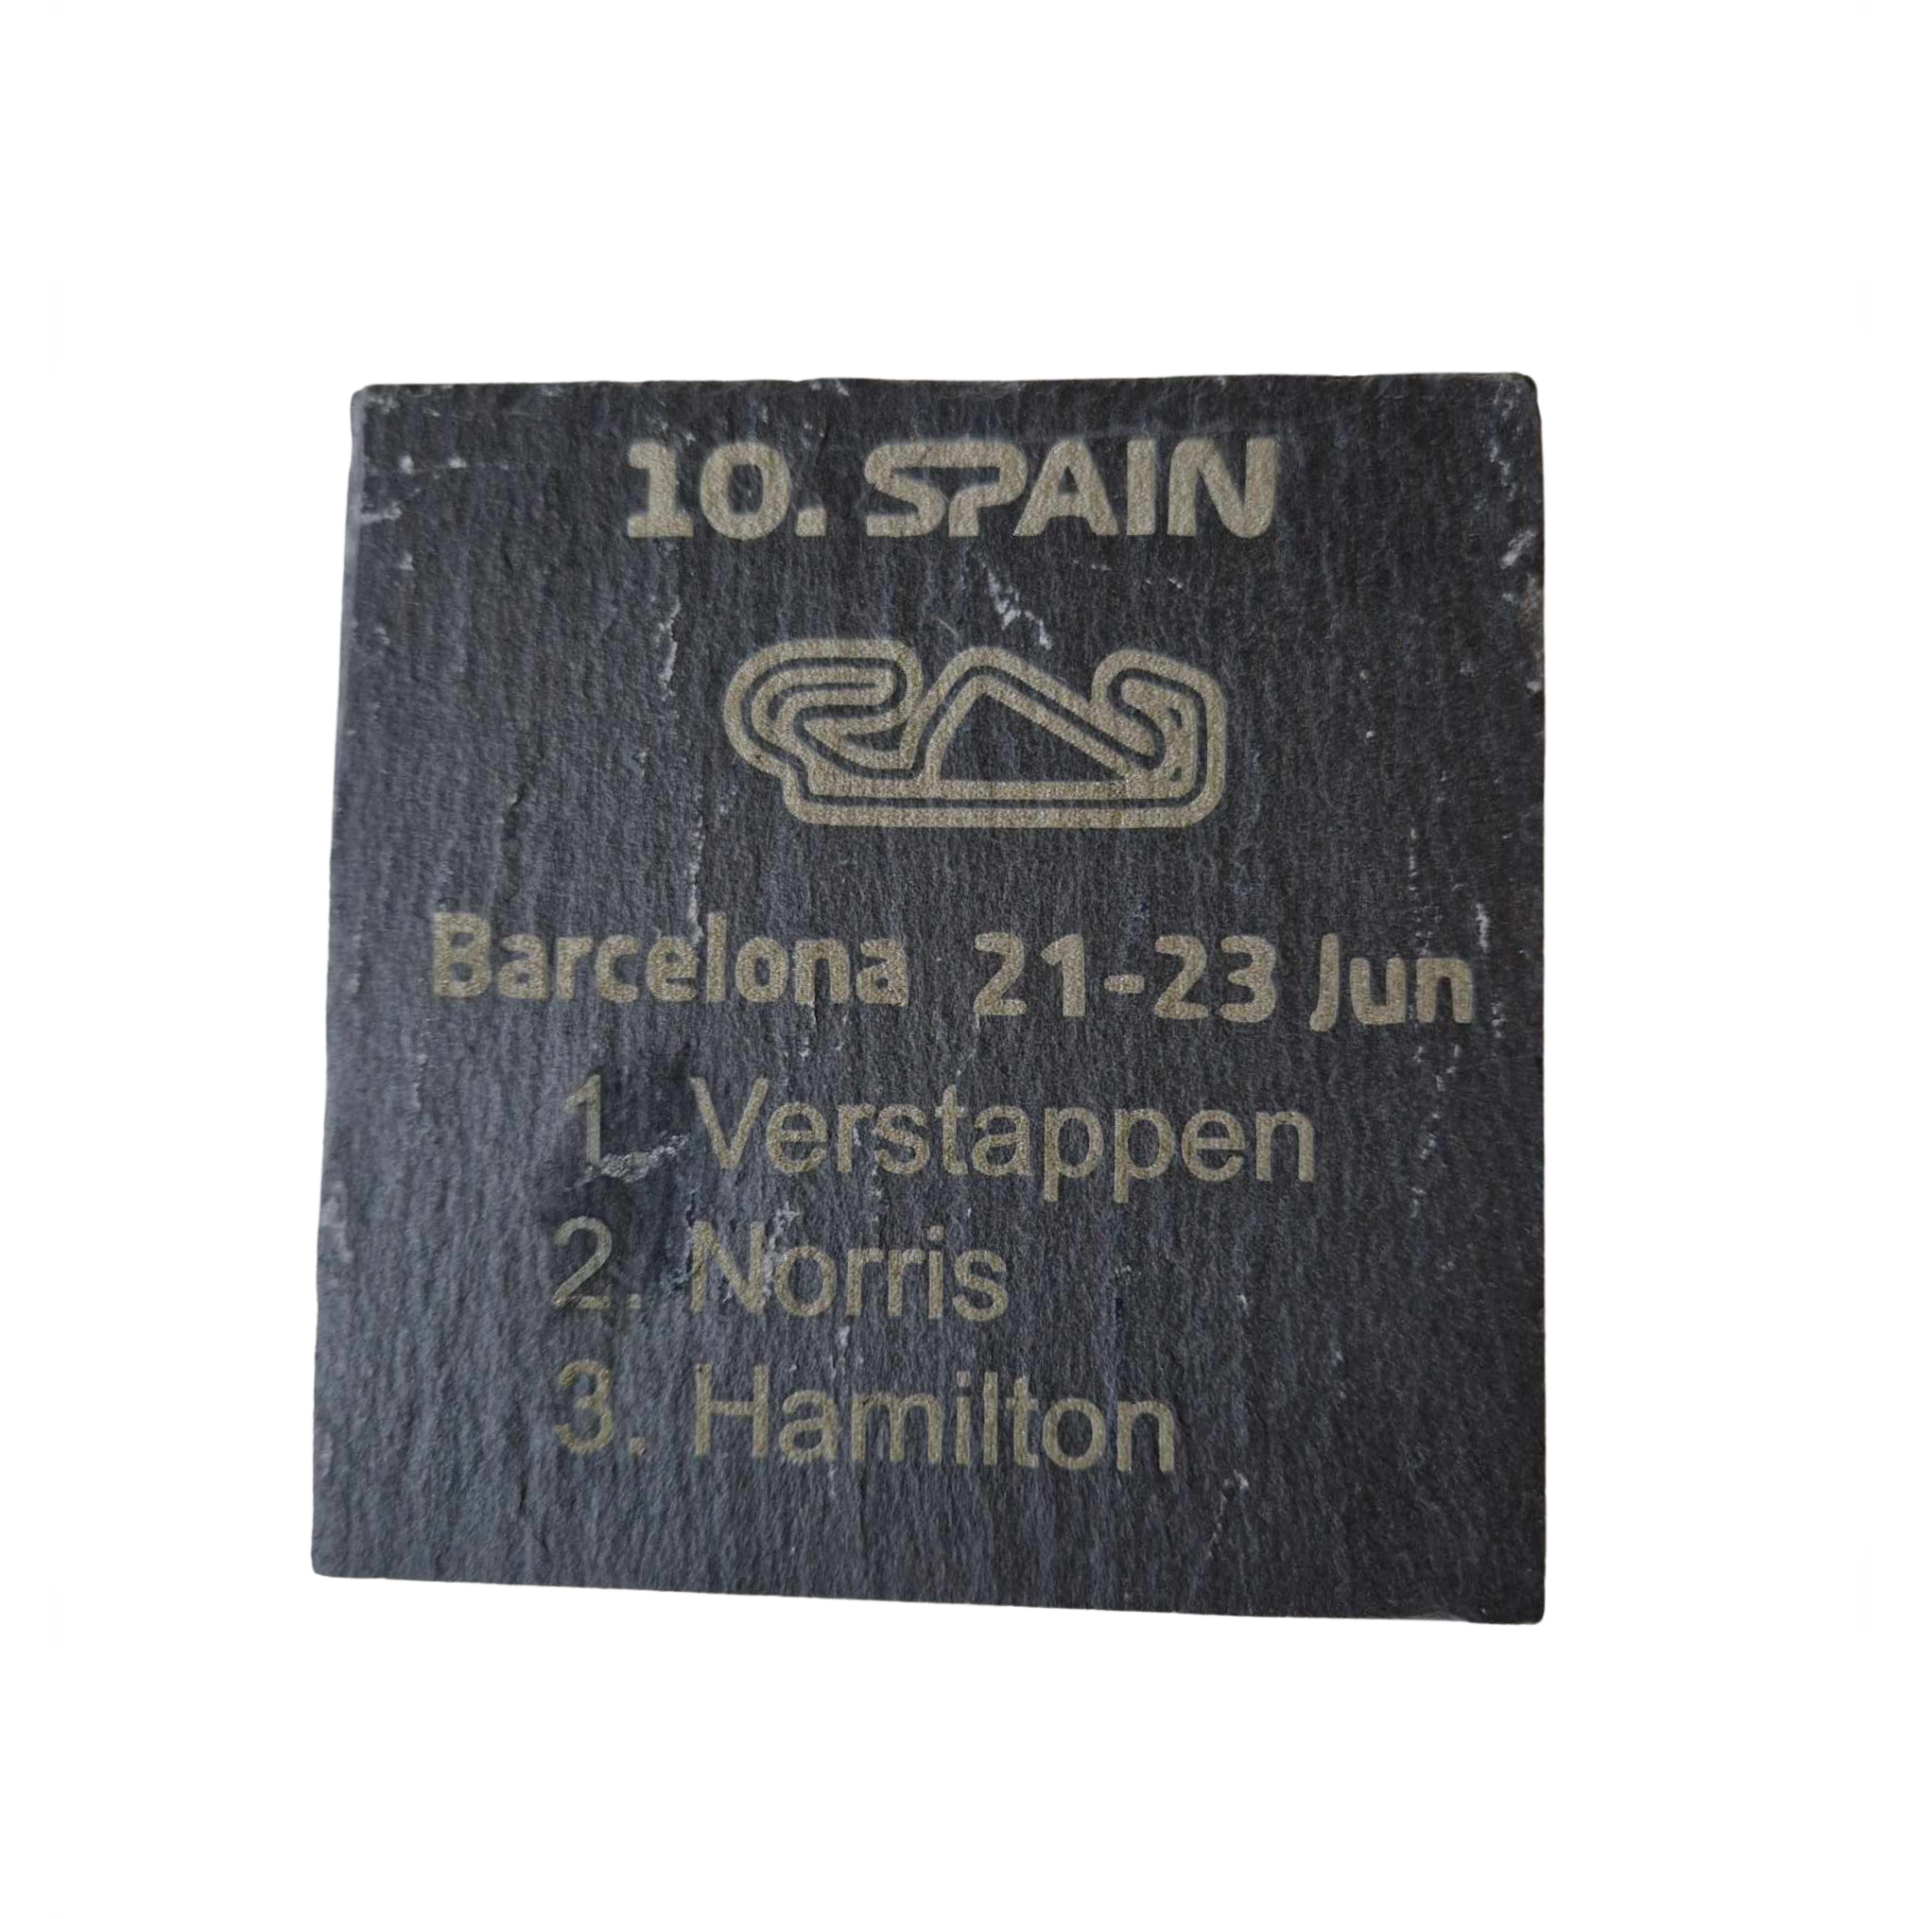 10. SPAIN
Barcelona 21-23 Jun
1. Verstappen
2. Norris
3. Hamilton